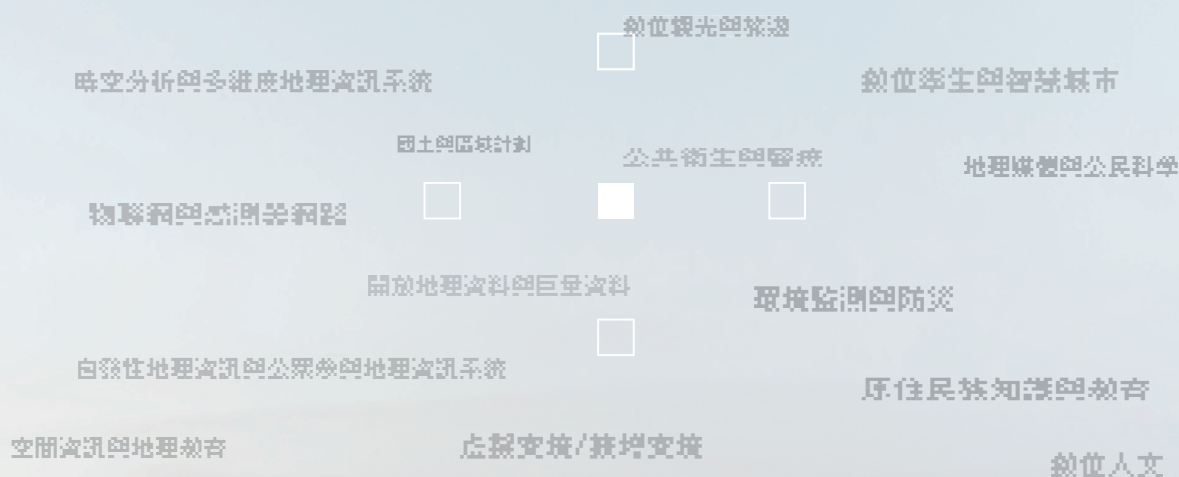 數位觀光與旅遊
時空分析與多維度地理資訊系統
數位衛生與智慧城市
國土與區域計劃
公共衛生與醫療
地理媒體與公民科學
物聯網與感測器網路
開放地理資料與巨量資料
環境監測與防災
自發性地理資訊與公眾參與地理資訊系統
原住民族知識與教育
空間資訊與地理教育
虛擬實境/擴增實境
數位人文